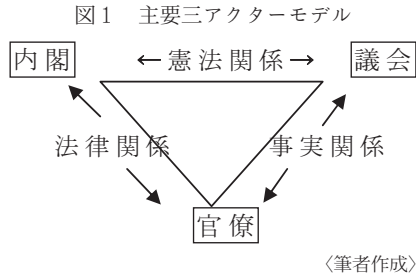 図1 主要三アクターモデル
内閣 ←憲法関係→ 議会
法律関係 事実関係
官僚
〈筆者作成〉